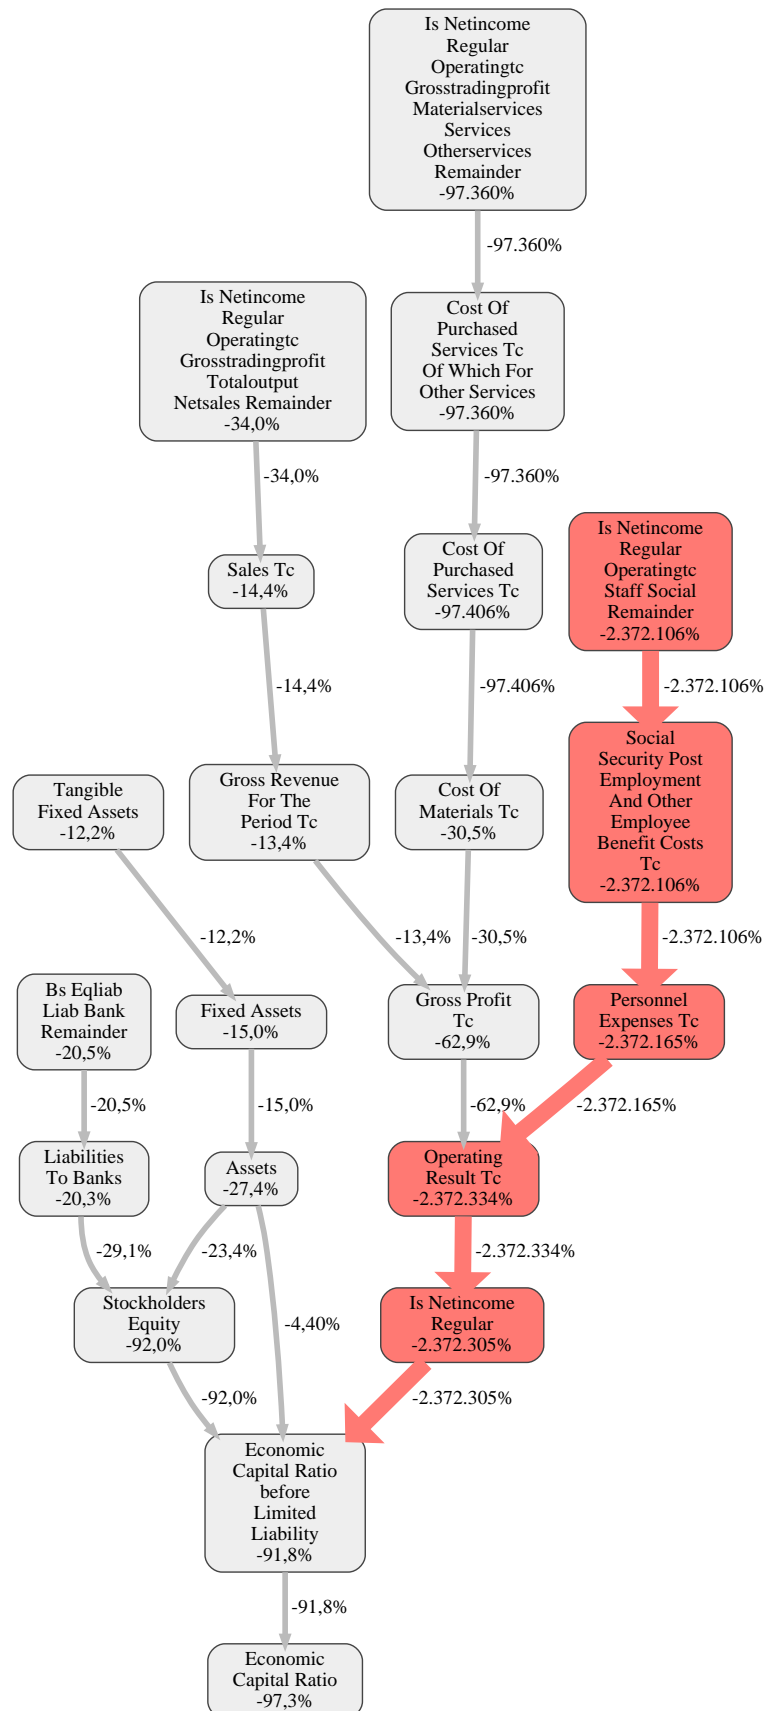 Is Netincome
Regular
Operatingtc
Grosstradingprofit
Materialservices
Services
Otherservices
Remainder
-97.360%
-97.360%
Is Netincome
Regular
Operatingtc
Grosstradingprofit
Totaloutput
Netsales Remainder
-34,0%
Cost Of
Purchased
Services Tc
Of Which For
Other Services
-97.360%
-34,0%
-97.360%
Sales Tc
-14,4%
Cost Of
Purchased
Services Tc
-97.406%
Is Netincome
Regular
Operatingtc
Staff Social
Remainder
-2.372.106%
-14,4%
-97.406%
-2.372.106%
Tangible
Fixed Assets
-12,2%
Gross Revenue
For The
Period Tc
-13,4%
Cost Of
Materials Tc
-30,5%
Social
Security Post
Employment
And Other
Employee
Benefit Costs
Tc
-2.372.106%
-12,2%
-13,4%
-30,5%
-2.372.106%
Bs Eqliab
Liab Bank
Remainder
-20,5%
Fixed Assets
-15,0%
Gross Profit
Tc
-62,9%
Personnel
Expenses Tc
-2.372.165%
-20,5%
-15,0%
-62,9%
-2.372.165%
Liabilities
To Banks
-20,3%
Assets
-27,4%
Operating
Result Tc
-2.372.334%
-29,1%
-23,4%
-2.372.334%
Stockholders
Equity
-92,0%
-4,40%
Is Netincome
Regular
-2.372.305%
-92,0%
-2.372.305%
Economic
Capital Ratio
before
Limited
Liability
-91,8%
-91,8%
Economic
Capital Ratio
-97,3%